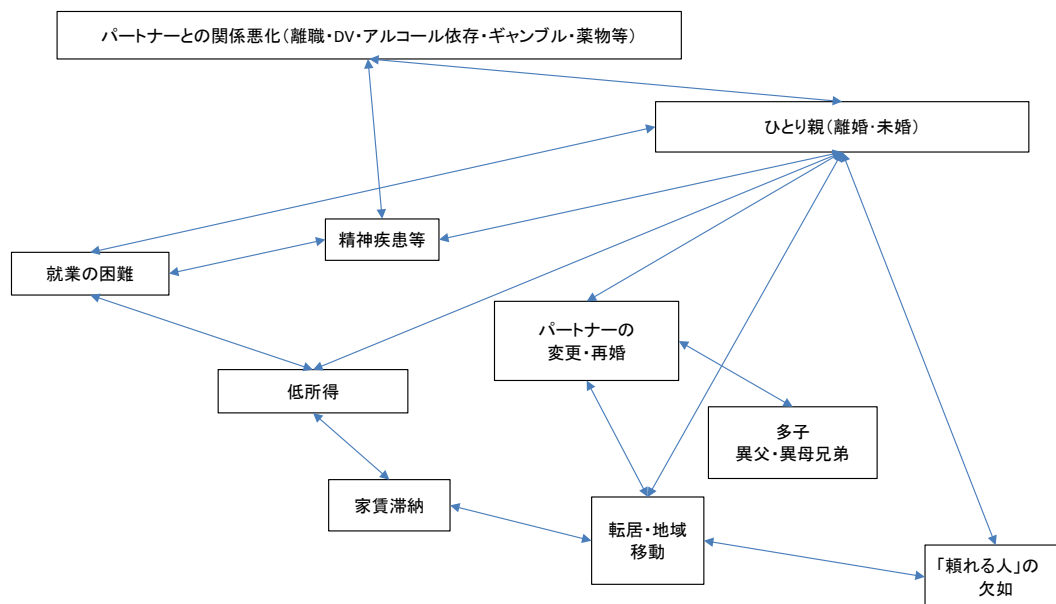 パートナーとの関係悪化(離職・DV・アルコール依存・ギャンブル・薬物等)
ひとり親(離婚・未婚)
精神疾患等
就業の困難
パートナーの
変更・再婚
低所得
多子
異父・異母兄弟
家賃滞納
転居・地域
移動
「頼れる人」の
欠如